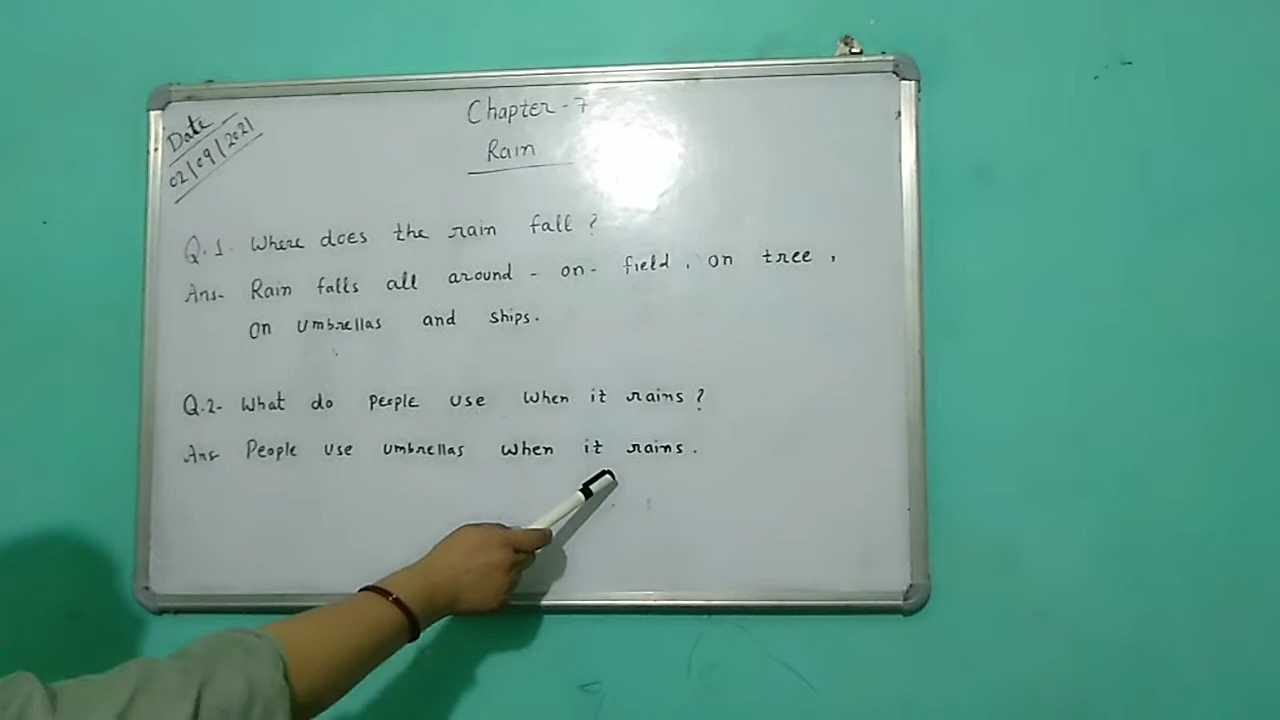 Date
02/09/2021
Chapter-7
Rain
Q.1- Where does the rain fall?
Ans- Rain falls all around - on - field, on tree,
on umbrellas and ships.
Q.2- What do people use when it rains?
Ans- People use umbrellas when it rains.